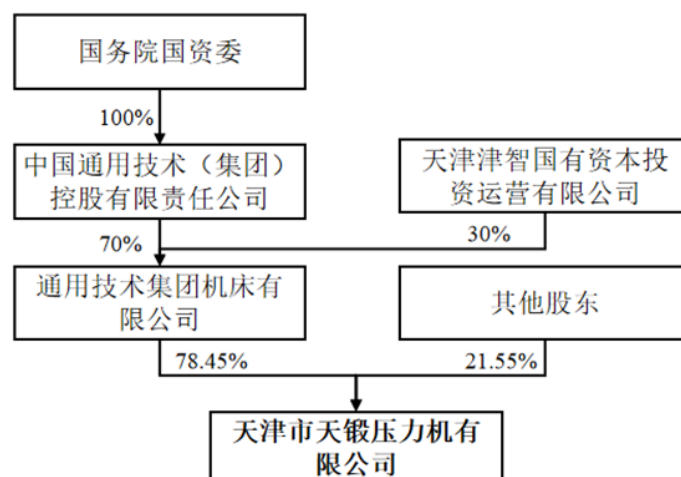 国务院国资委
100%
中国通用技术（集团）
控股有限责任公司
天津津智国有资本投
资运营有限公司
70%
30%
通用技术集团机床有
限公司
其他股东
78.45%
21.55%
天津市天锻压力机有
限公司